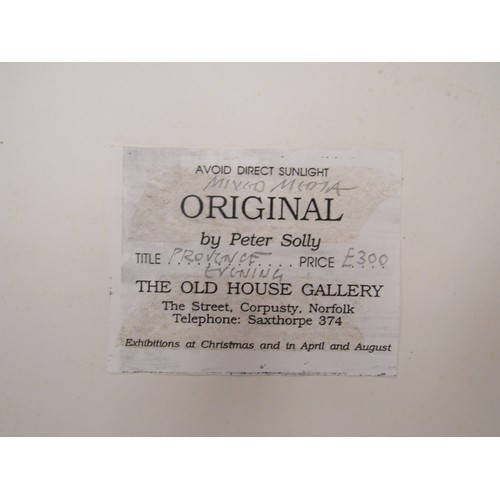 AVOID DIRECT SUNLIGHT
MIXED MEDIA
ORIGINAL
by Peter Solly
TITLE PROVENCE PRICE £300
EVENING
THE OLD HOUSE GALLERY
The Street, Corpusty, Norfolk
Telephone: Saxthorpe 374
Exhibitions at Christmas and in April and August